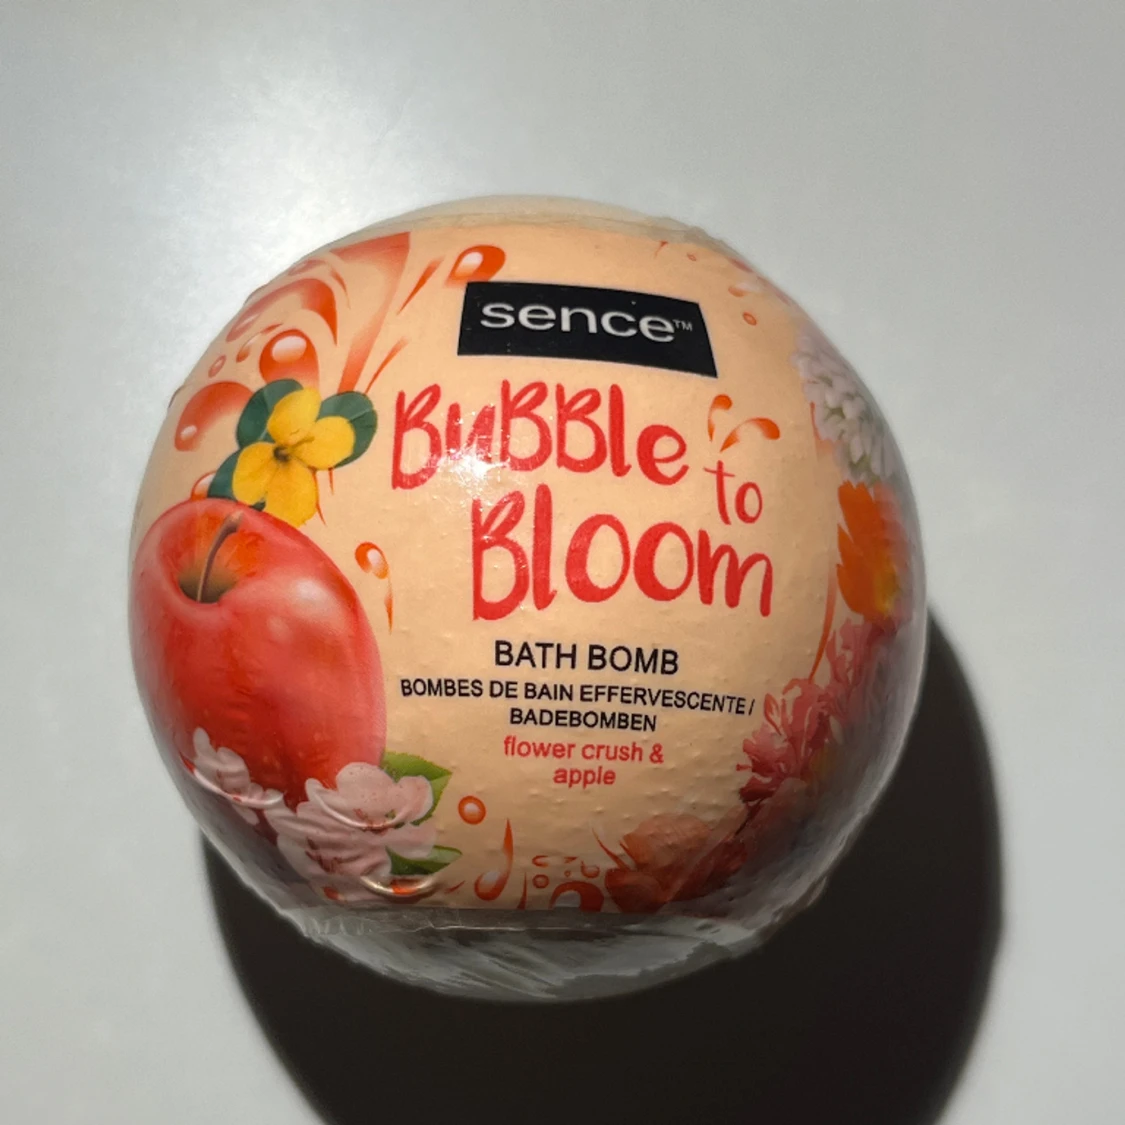 sence™
BuBBle
to
Bloom
BATH BOMB
BOMBES DE BAIN EFFERVESCENTE /
BADEBOMBEN
flower crush &
apple